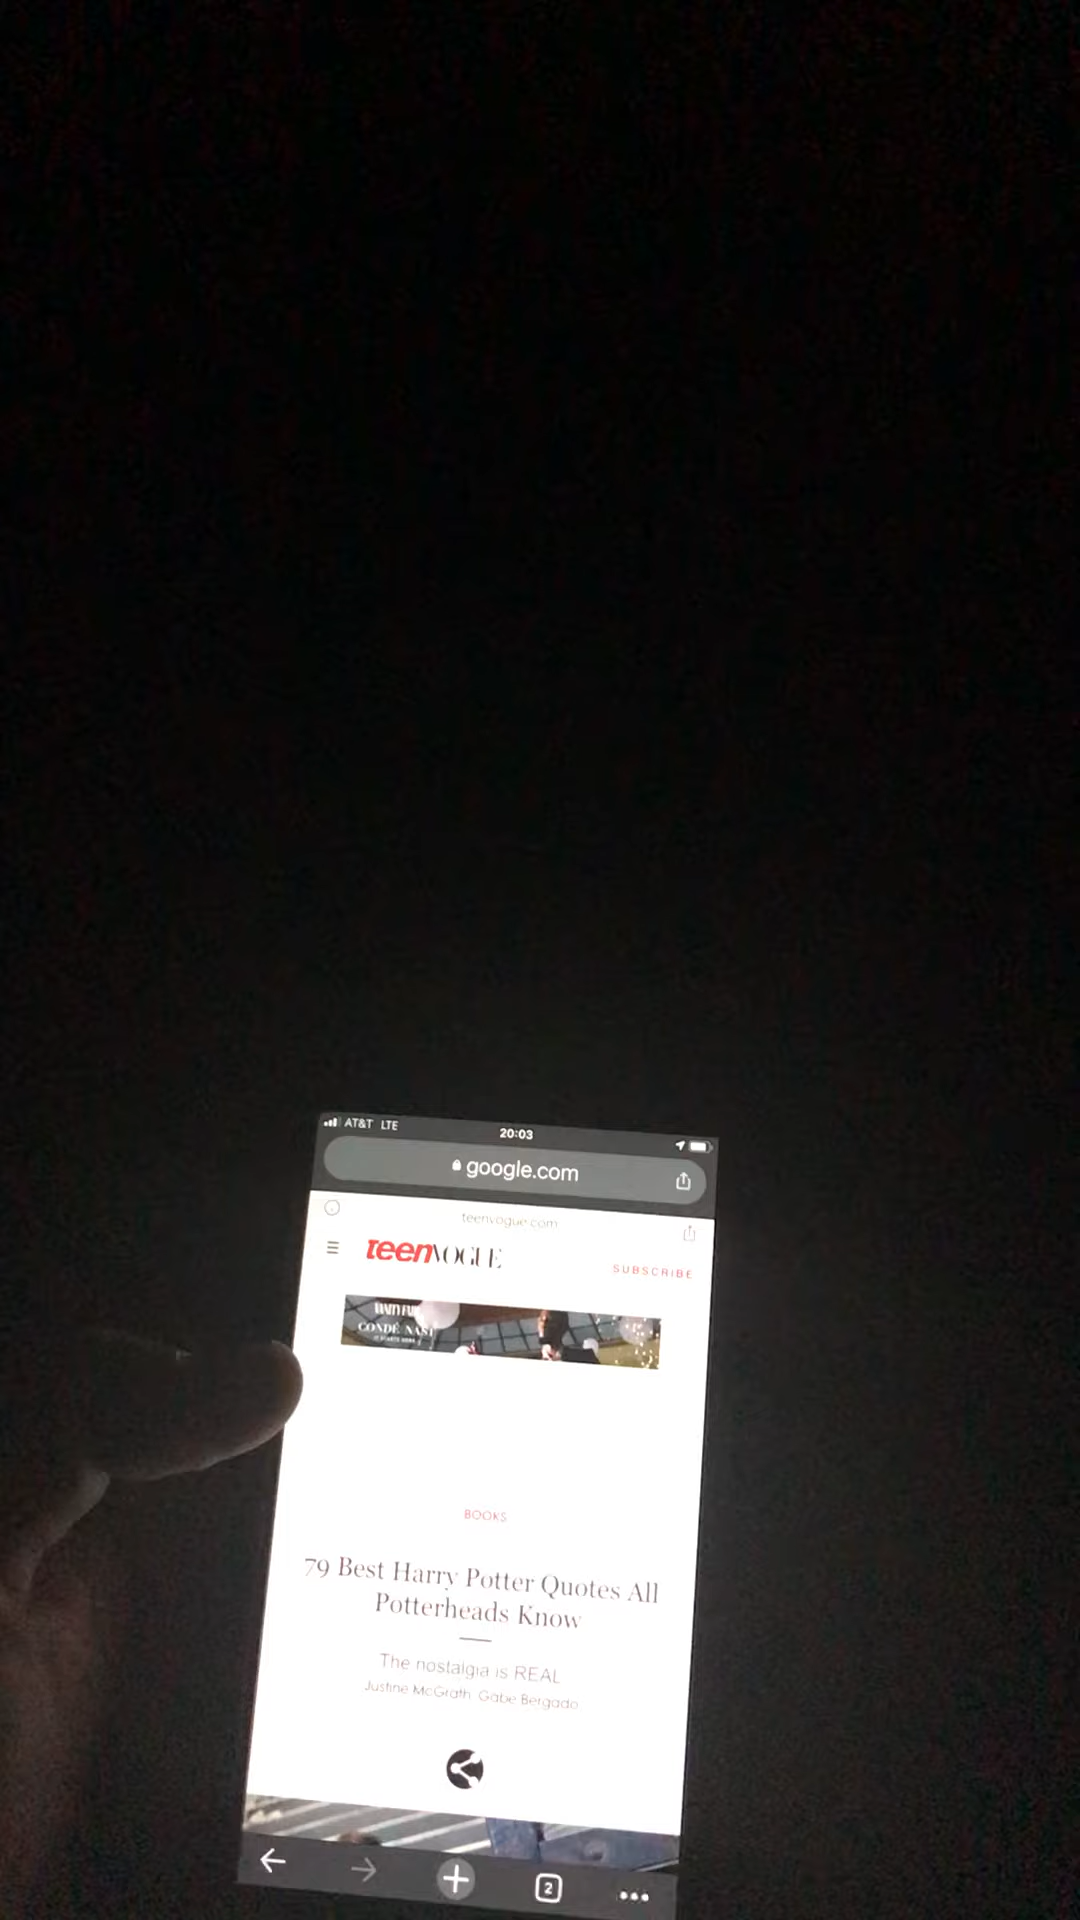 AT&T LTE
20:03
google.com
teenvogue.com
teenVOGUE
SUBSCRIBE
CONDÉ NAST
BOOKS
79 Best Harry Potter Quotes All
Potterheads Know
The nostalgia is REAL
Justine McGrath, Gabe Bergado
2